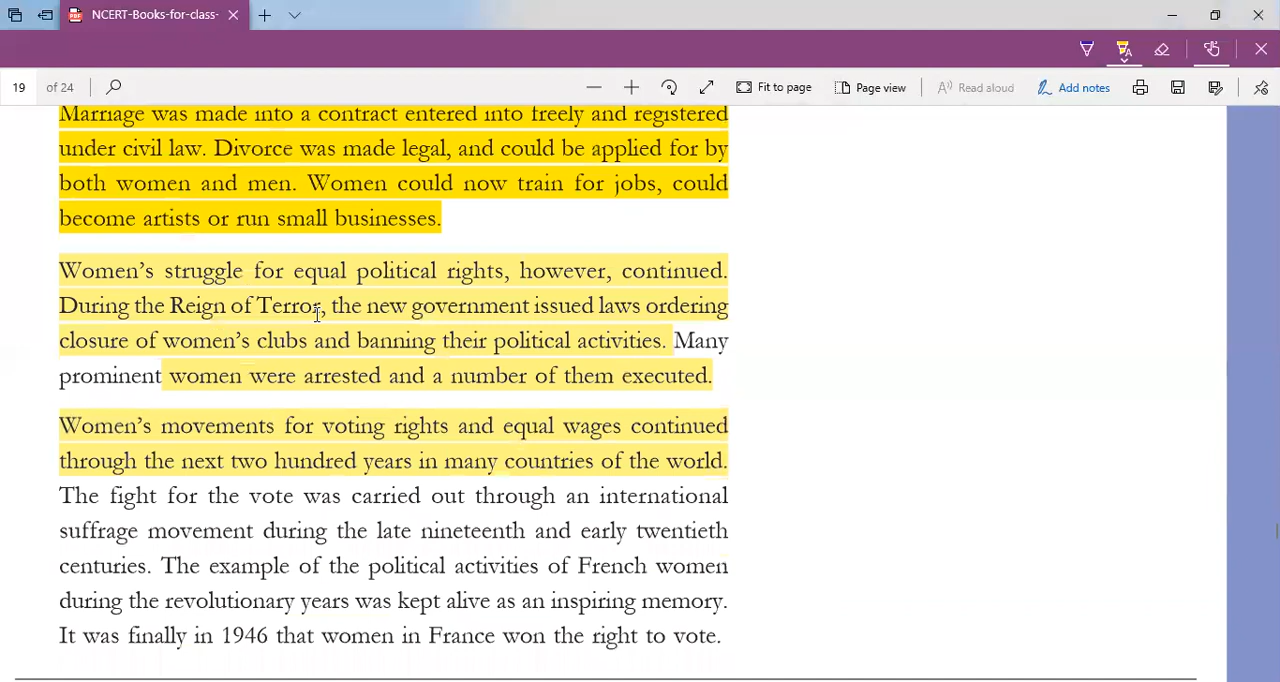 NCERT-Books-for-class-
19 of 24
Fit to page
Page view
Read aloud
Add notes
Marriage was made into a contract entered into freely and registered
under civil law. Divorce was made legal, and could be applied for by
both women and men. Women could now train for jobs, could
become artists or run small businesses.
Women's struggle for equal political rights, however, continued.
During the Reign of Terror, the new government issued laws ordering
closure of women's clubs and banning their political activities. Many
prominent women were arrested and a number of them executed.
Women's movements for voting rights and equal wages continued
through the next two hundred years in many countries of the world.
The fight for the vote was carried out through an international
suffrage movement during the late nineteenth and early twentieth
centuries. The example of the political activities of French women
during the revolutionary years was kept alive as an inspiring memory.
It was finally in 1946 that women in France won the right to vote.